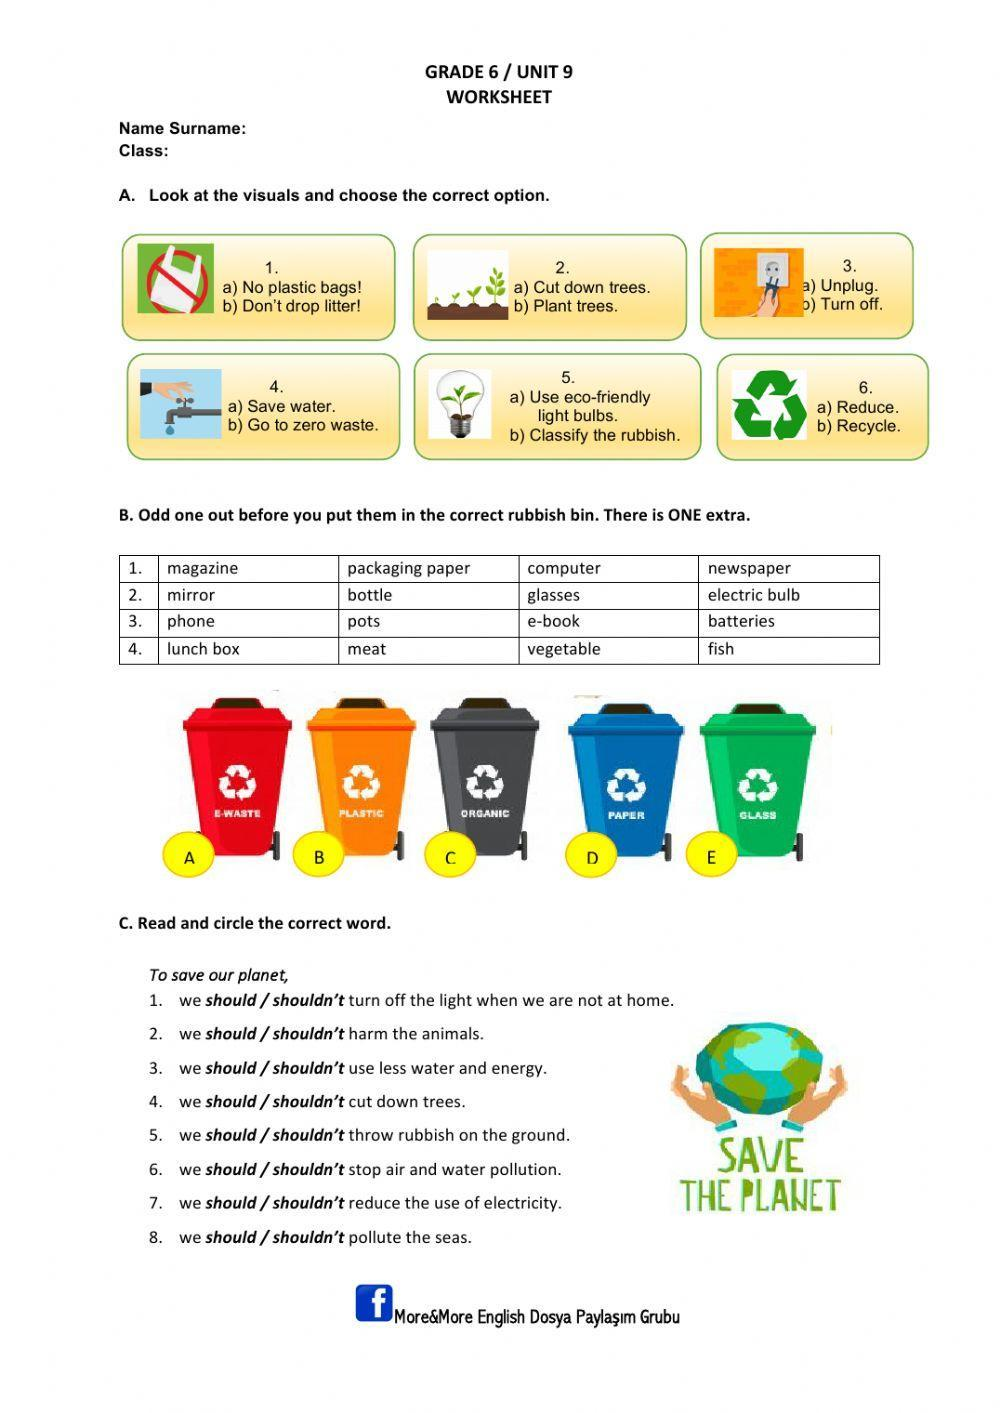 GRADE 6 / UNIT 9
WORKSHEET
Name Surname:
Class:
A. Look at the visuals and choose the correct option.
1.
a) No plastic bags!
b) Don't drop litter!
2.
a) Cut down trees.
b) Plant trees.
3.
a) Unplug.
b) Turn off.
4.
a) Save water.
b) Go to zero waste.
5.
a) Use eco-friendly
light bulbs.
b) Classify the rubbish.
6.
a) Reduce.
b) Recycle.
B. Odd one out before you put them in the correct rubbish bin. There is ONE extra.
1. magazine packaging paper computer newspaper
2. mirror bottle glasses electric bulb
3. phone pots e-book batteries
4. lunch box meat vegetable fish
E-WASTE PLASTIC ORGANIC PAPER GLASS
A B C D E
C. Read and circle the correct word.
To save our planet,
1. we should / shouldn't turn off the light when we are not at home.
2. we should / shouldn't harm the animals.
3. we should / shouldn't use less water and energy.
4. we should / shouldn't cut down trees.
5. we should / shouldn't throw rubbish on the ground.
6. we should / shouldn't stop air and water pollution.
7. we should / shouldn't reduce the use of electricity.
8. we should / shouldn't pollute the seas.
SAVE
THE PLANET
f More&More English Dosya Paylaşım Grubu